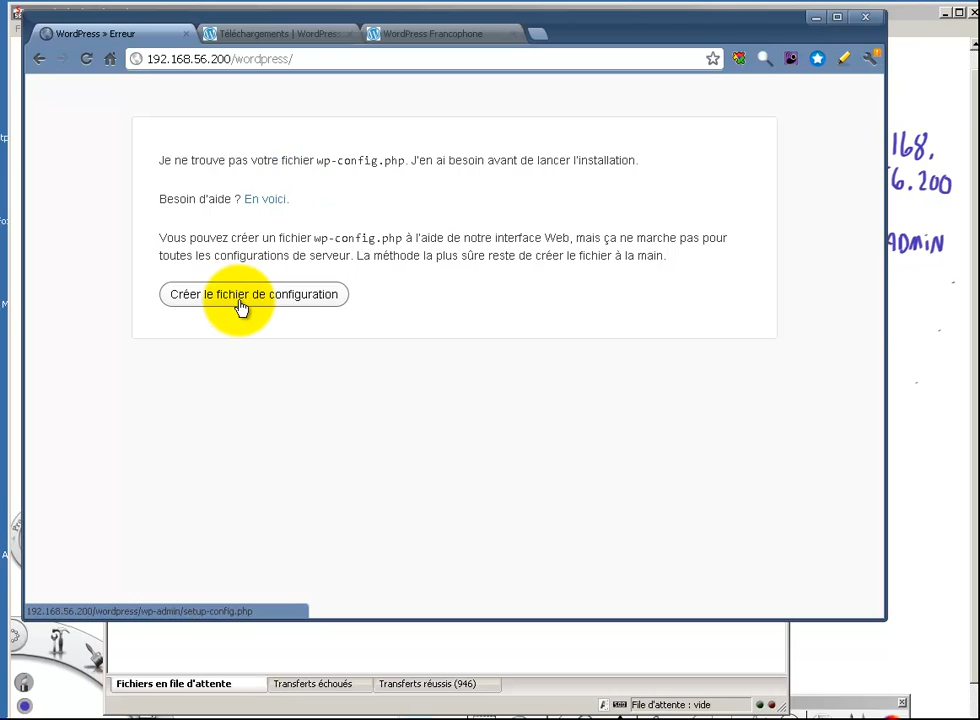 WordPress » Erreur
Téléchargements | WordPress
WordPress Francophone
192.168.56.200/wordpress/
Je ne trouve pas votre fichier wp-config.php. J'en ai besoin avant de lancer l'installation.
Besoin d'aide ? En voici.
Vous pouvez créer un fichier wp-config.php à l'aide de notre interface Web, mais ça ne marche pas pour
toutes les configurations de serveur. La méthode la plus sûre reste de créer le fichier à la main.
Créer le fichier de configuration
168.
6.200
ADMIN
192.168.56.200/wordpress/wp-admin/setup-config.php
Fichiers en file d'attente
Transferts échoués
Transferts réussis (946)
File d'attente : vide